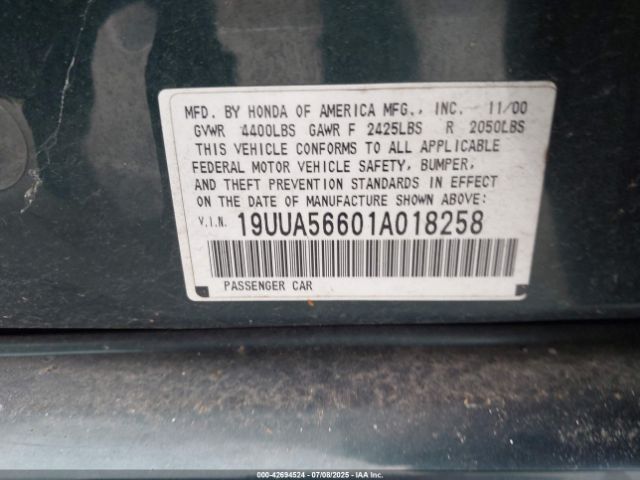 MFD. BY HONDA OF AMERICA MFG., INC. 11/00
GVWR 4400LBS GAWR F 2425LBS R 2050LBS
THIS VEHICLE CONFORMS TO ALL APPLICABLE
FEDERAL MOTOR VEHICLE SAFETY, BUMPER,
AND THEFT PREVENTION STANDARDS IN EFFECT
ON THE DATE OF MANUFACTURE SHOWN ABOVE:
V.I.N. 19UUA56601A018258
PASSENGER CAR
000-42694524 | 07/08/2025 | IAA Inc.